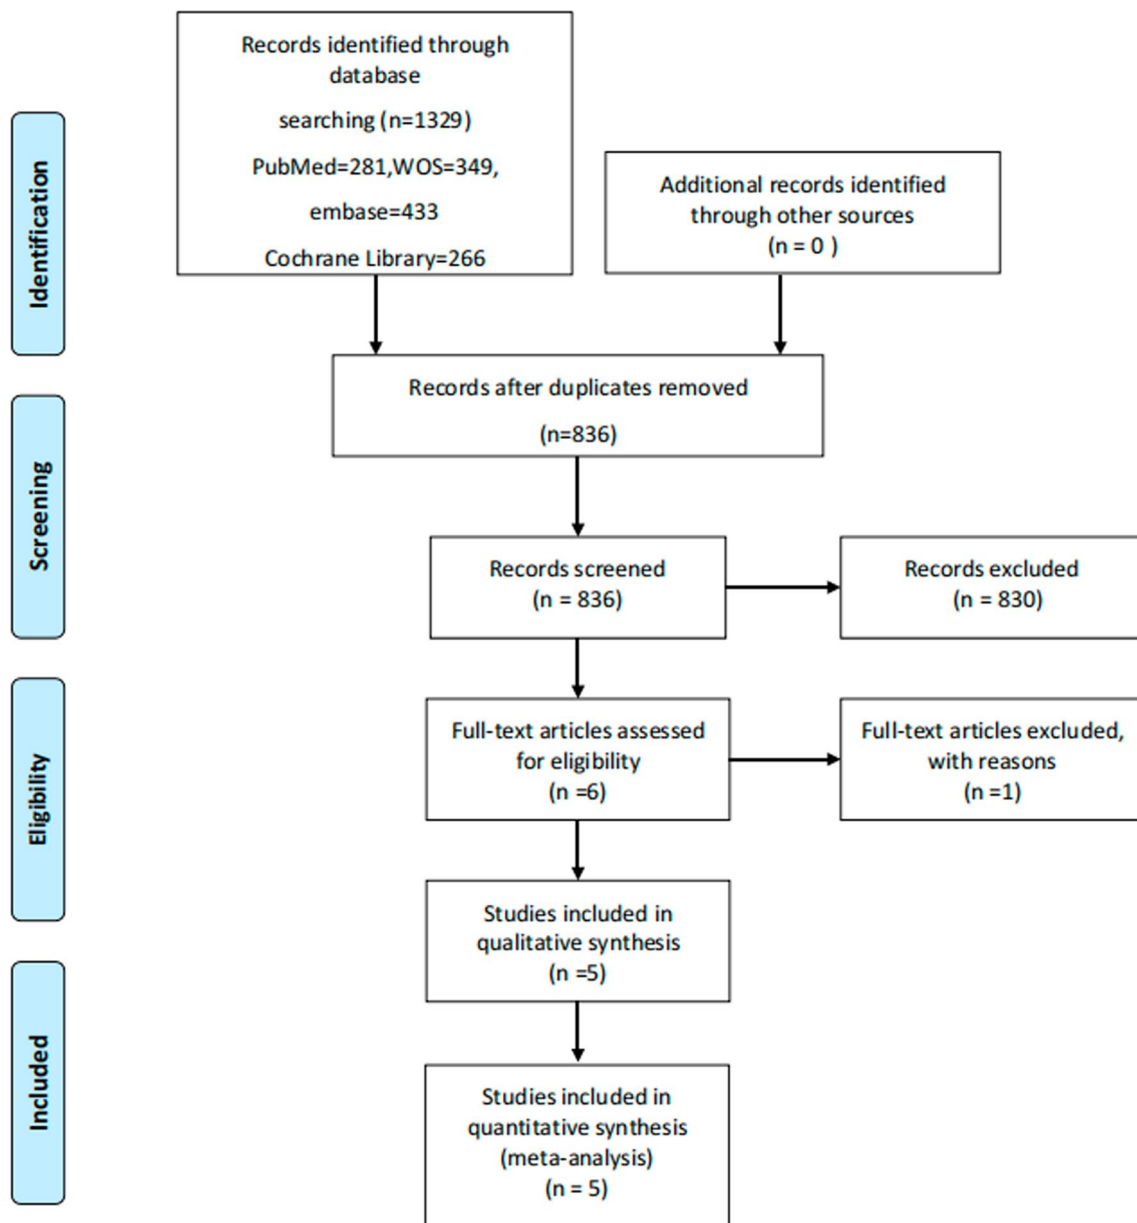 Records identified through
database
searching (n=1329)
PubMed=281,WOS=349,
embase=433
Cochrane Library=266
Additional records identified
through other sources
(n = 0 )
Identification
Records after duplicates removed
(n=836)
Screening
Records screened
(n = 836)
Records excluded
(n = 830)
Eligibility
Full-text articles assessed
for eligibility
(n =6)
Full-text articles excluded,
with reasons
(n =1)
Studies included in
qualitative synthesis
(n =5)
Included
Studies included in
quantitative synthesis
(meta-analysis)
(n = 5)